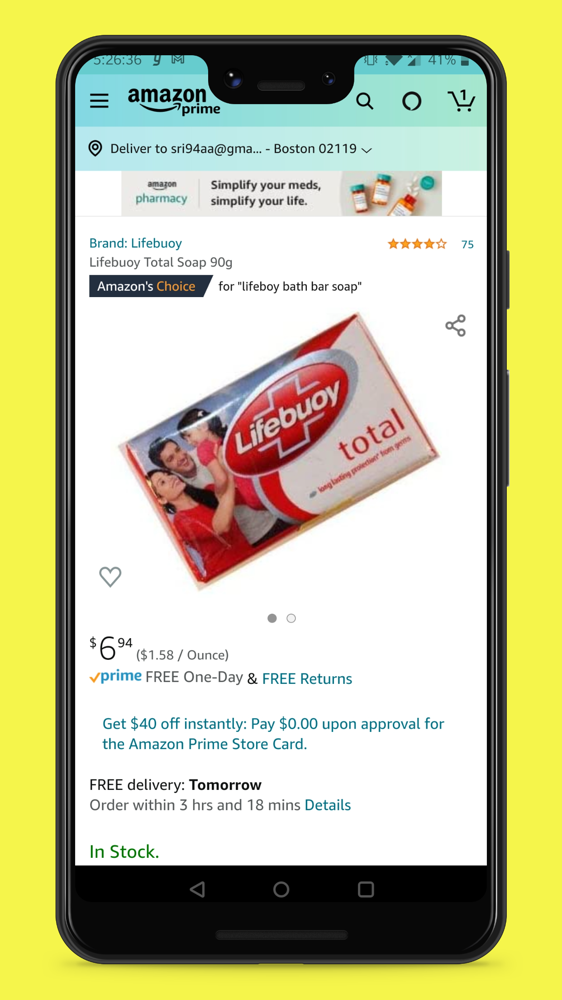 5:26:36 41%
amazon
prime
1
Deliver to sri94aa@gma... - Boston 02119
amazon
pharmacy
Simplify your meds,
simplify your life.
Brand: Lifebuoy
75
Lifebuoy Total Soap 90g
Amazon's Choice for "lifeboy bath bar soap"
Lifebuoy
total
long lasting protection* from germs
$694 ($1.58 / Ounce)
prime FREE One-Day & FREE Returns
Get $40 off instantly: Pay $0.00 upon approval for
the Amazon Prime Store Card.
FREE delivery: Tomorrow
Order within 3 hrs and 18 mins Details
In Stock.